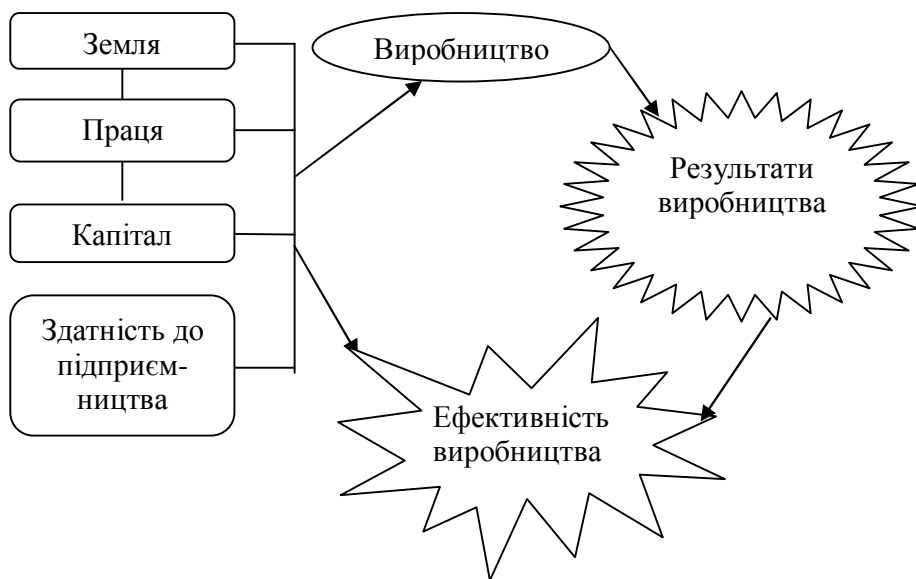 Земля
Праця
Капітал
Здатність до
підприєм-
ництва
Виробництво
Результати
виробництва
Ефективність
виробництва